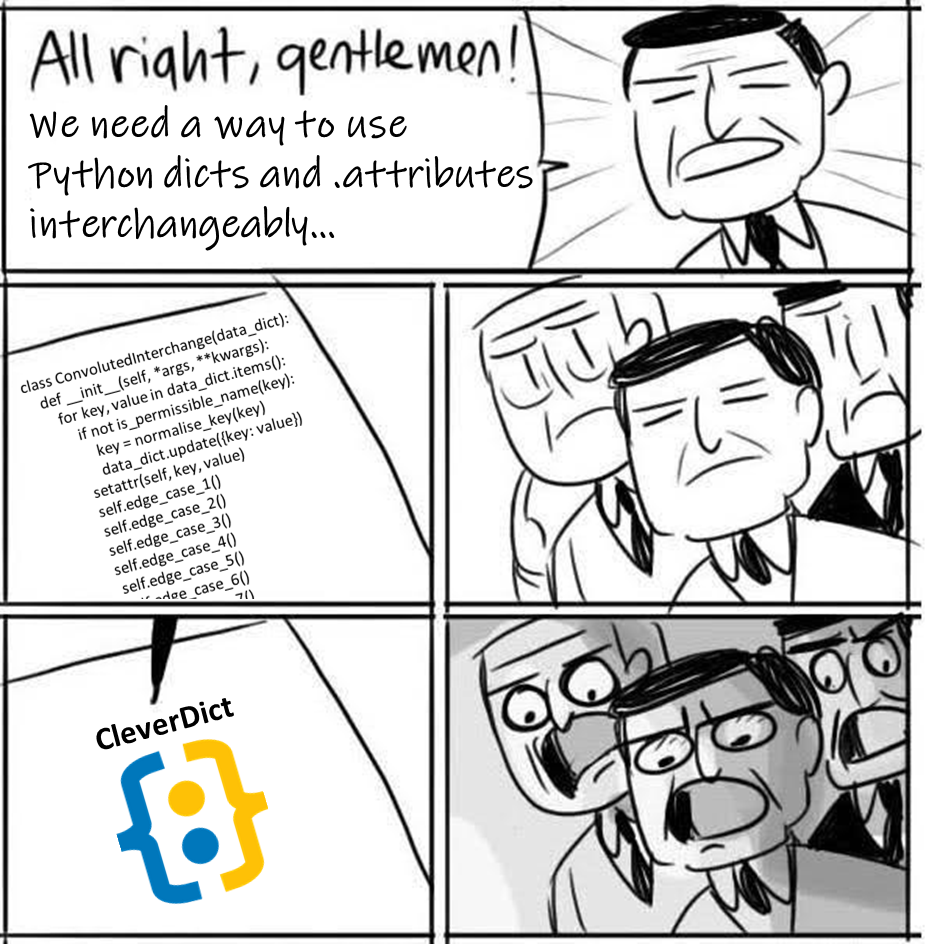 All right, gentlemen!
We need a way to use
Python dicts and .attributes
interchangeably...
class ConvolutedInterchange(data_dict):
def __init__(self, *args, **kwargs):
for key, value in data_dict.items():
if not is_permissible_name(key):
key = normalise_key(key)
data_dict.update({key: value})
setattr(self, key, value)
self.edge_case_1()
self.edge_case_2()
self.edge_case_3()
self.edge_case_4()
self.edge_case_5()
self.edge_case_6()
CleverDict